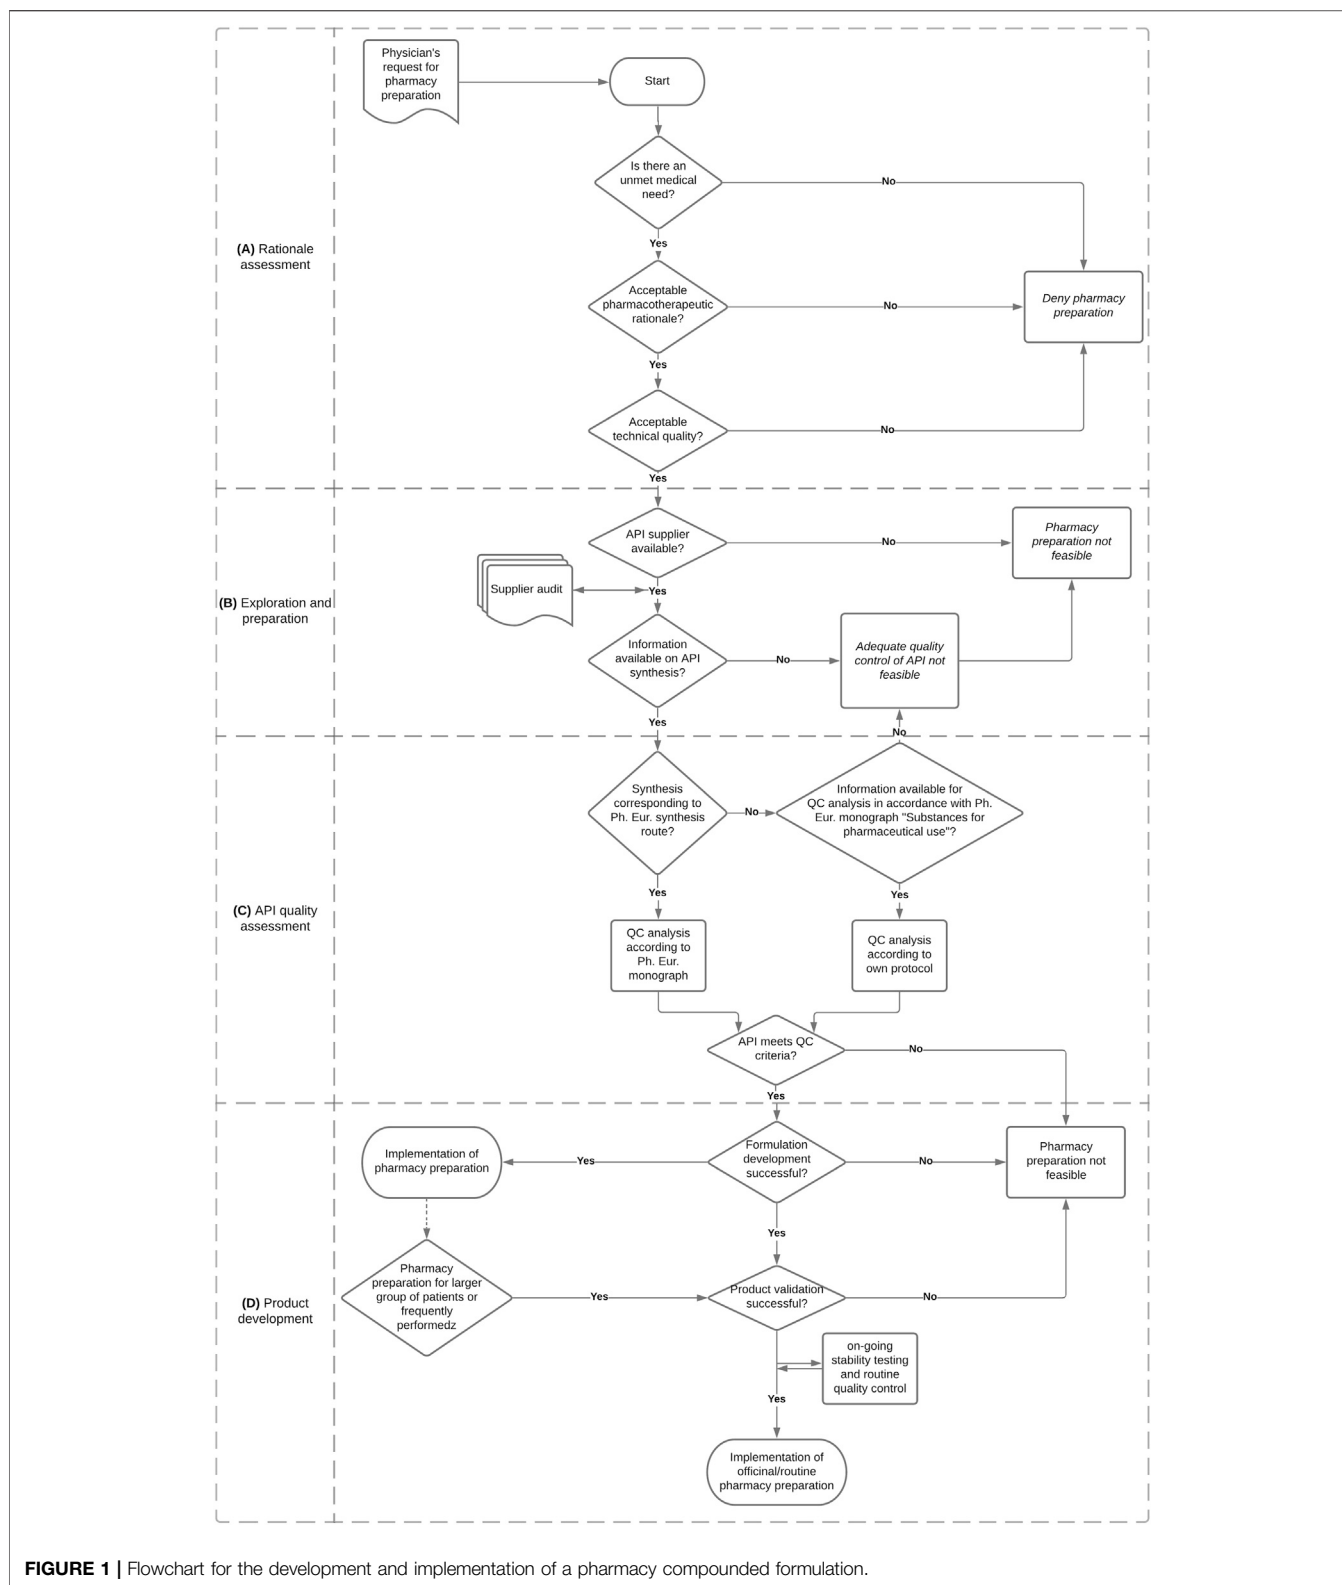 Physician's
request for
pharmacy
preparation
Start
Is there an
unmet medical
need?
No
Yes
(A) Rationale
assessment
Acceptable
pharmacotherapeutic
rationale?
No
Deny pharmacy
preparation
Yes
Acceptable
technical quality?
No
Yes
API supplier
available?
No
Pharmacy
preparation not
feasible
Supplier audit
Yes
(B) Exploration and
preparation
Information
available on API
synthesis?
No
Adequate quality
control of API not
feasible
Yes
No
Synthesis
corresponding to
Ph. Eur. synthesis
route?
No
Information available for
QC analysis in accordance with Ph.
Eur. monograph "Substances for
pharmaceutical use"?
Yes
Yes
(C) API quality
assessment
QC analysis
according to
Ph. Eur.
monograph
QC analysis
according to
own protocol
API meets QC
criteria?
No
Yes
Implementation of
pharmacy preparation
Yes
Formulation
development
successful?
No
Pharmacy
preparation not
feasible
Yes
(D) Product
development
Pharmacy
preparation for larger
group of patients or
frequently
performedz
Yes
Product validation
successful?
No
on-going
stability testing
and routine
quality control
Yes
Implementation of
officinal/routine
pharmacy preparation
FIGURE 1 | Flowchart for the development and implementation of a pharmacy compounded formulation.